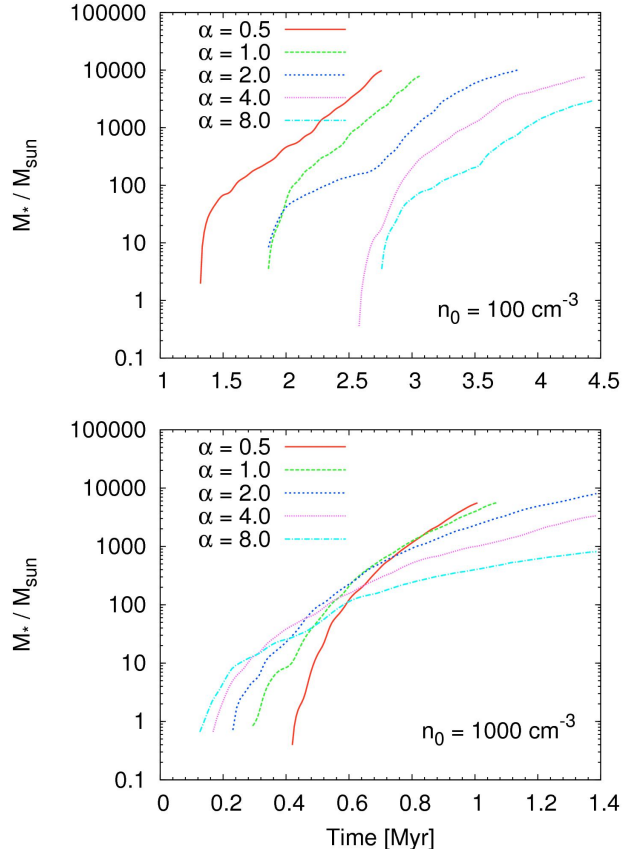 100000
10000
1000
100
10
1
0.1
M* / Msun
α = 0.5
α = 1.0
α = 2.0
α = 4.0
α = 8.0
n0 = 100 cm-3
1 1.5 2 2.5 3 3.5 4 4.5
100000
10000
1000
100
10
1
0.1
M* / Msun
α = 0.5
α = 1.0
α = 2.0
α = 4.0
α = 8.0
n0 = 1000 cm-3
0 0.2 0.4 0.6 0.8 1 1.2 1.4
Time [Myr]